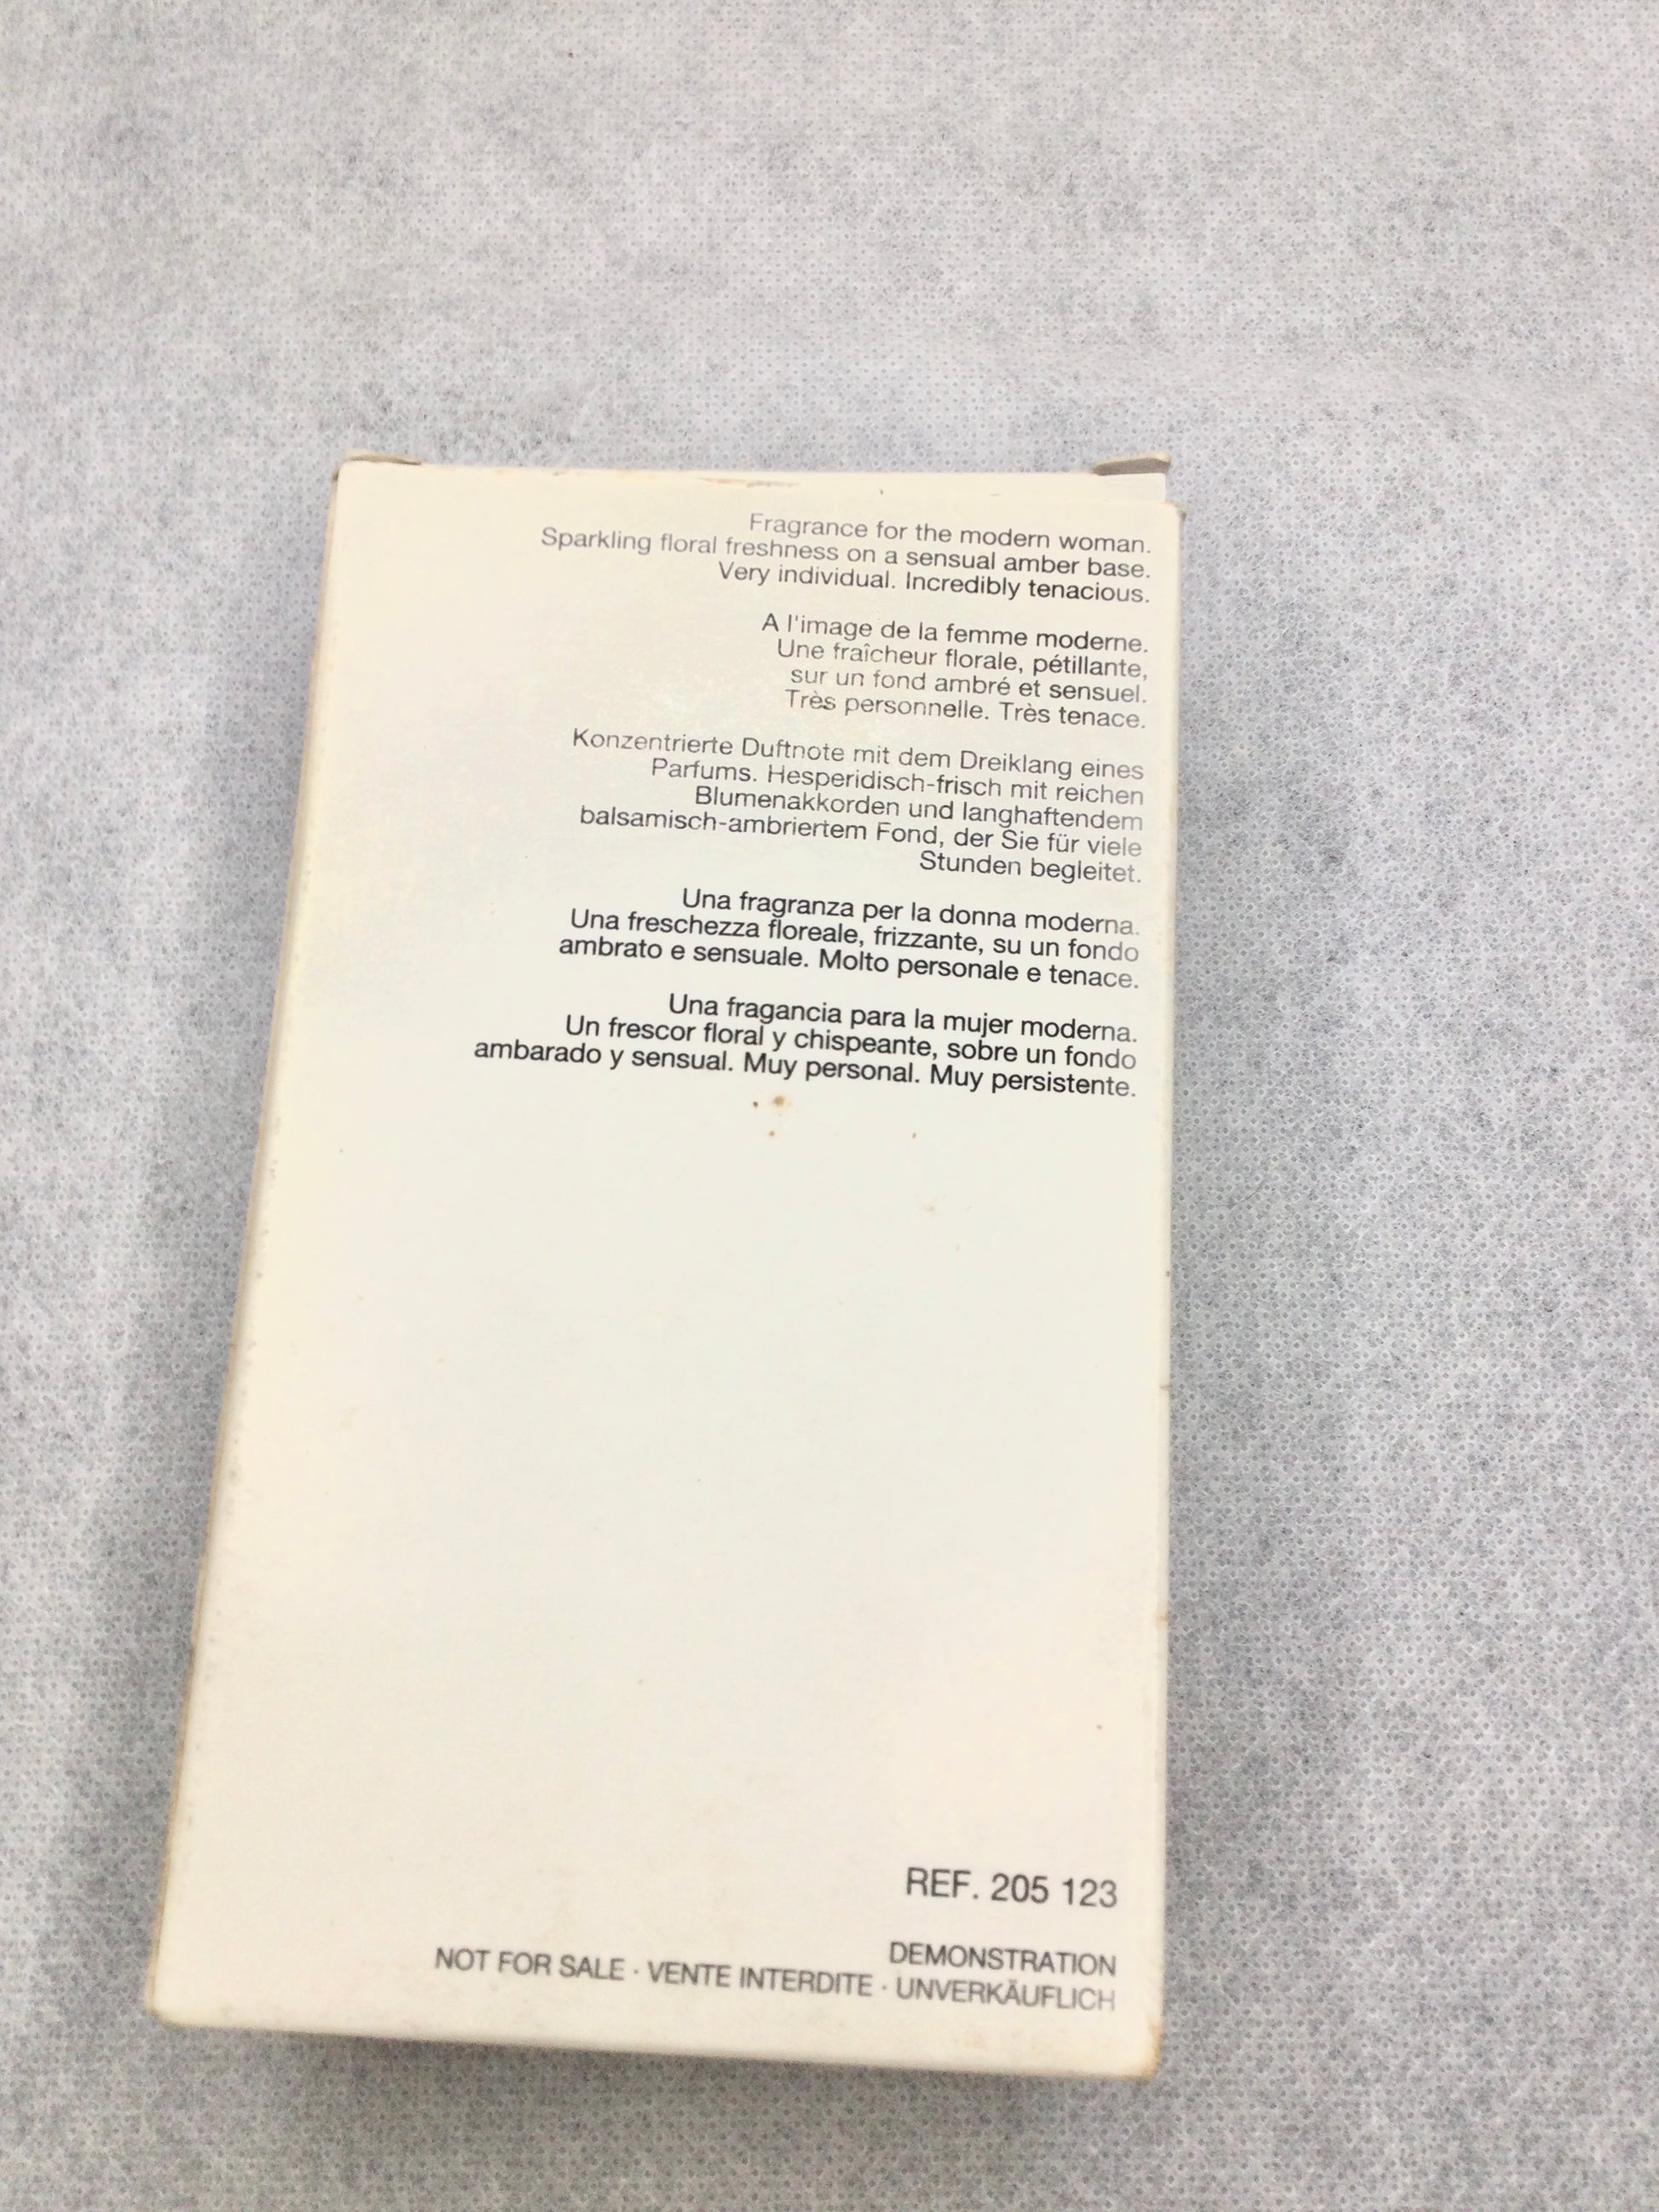 Fragrance for the modern woman.
Sparkling floral freshness on a sensual amber base.
Very individual. Incredibly tenacious.
A l'image de la femme moderne.
Une fraîcheur florale, pétillante,
sur un fond ambré et sensuel.
Très personnelle. Très tenace.
Konzentrierte Duftnote mit dem Dreiklang eines
Parfums. Hesperidisch-frisch mit reichen
Blumenakkorden und langhaftendem
balsamisch-ambriertem Fond, der Sie für viele
Stunden begleitet.
Una fragranza per la donna moderna.
Una freschezza floreale, frizzante, su un fondo
ambrato e sensuale. Molto personale e tenace.
Una fragancia para la mujer moderna.
Un frescor floral y chispeante, sobre un fondo
ambarado y sensual. Muy personal. Muy persistente.
REF. 205 123
DEMONSTRATION
NOT FOR SALE · VENTE INTERDITE · UNVERKÄUFLICH